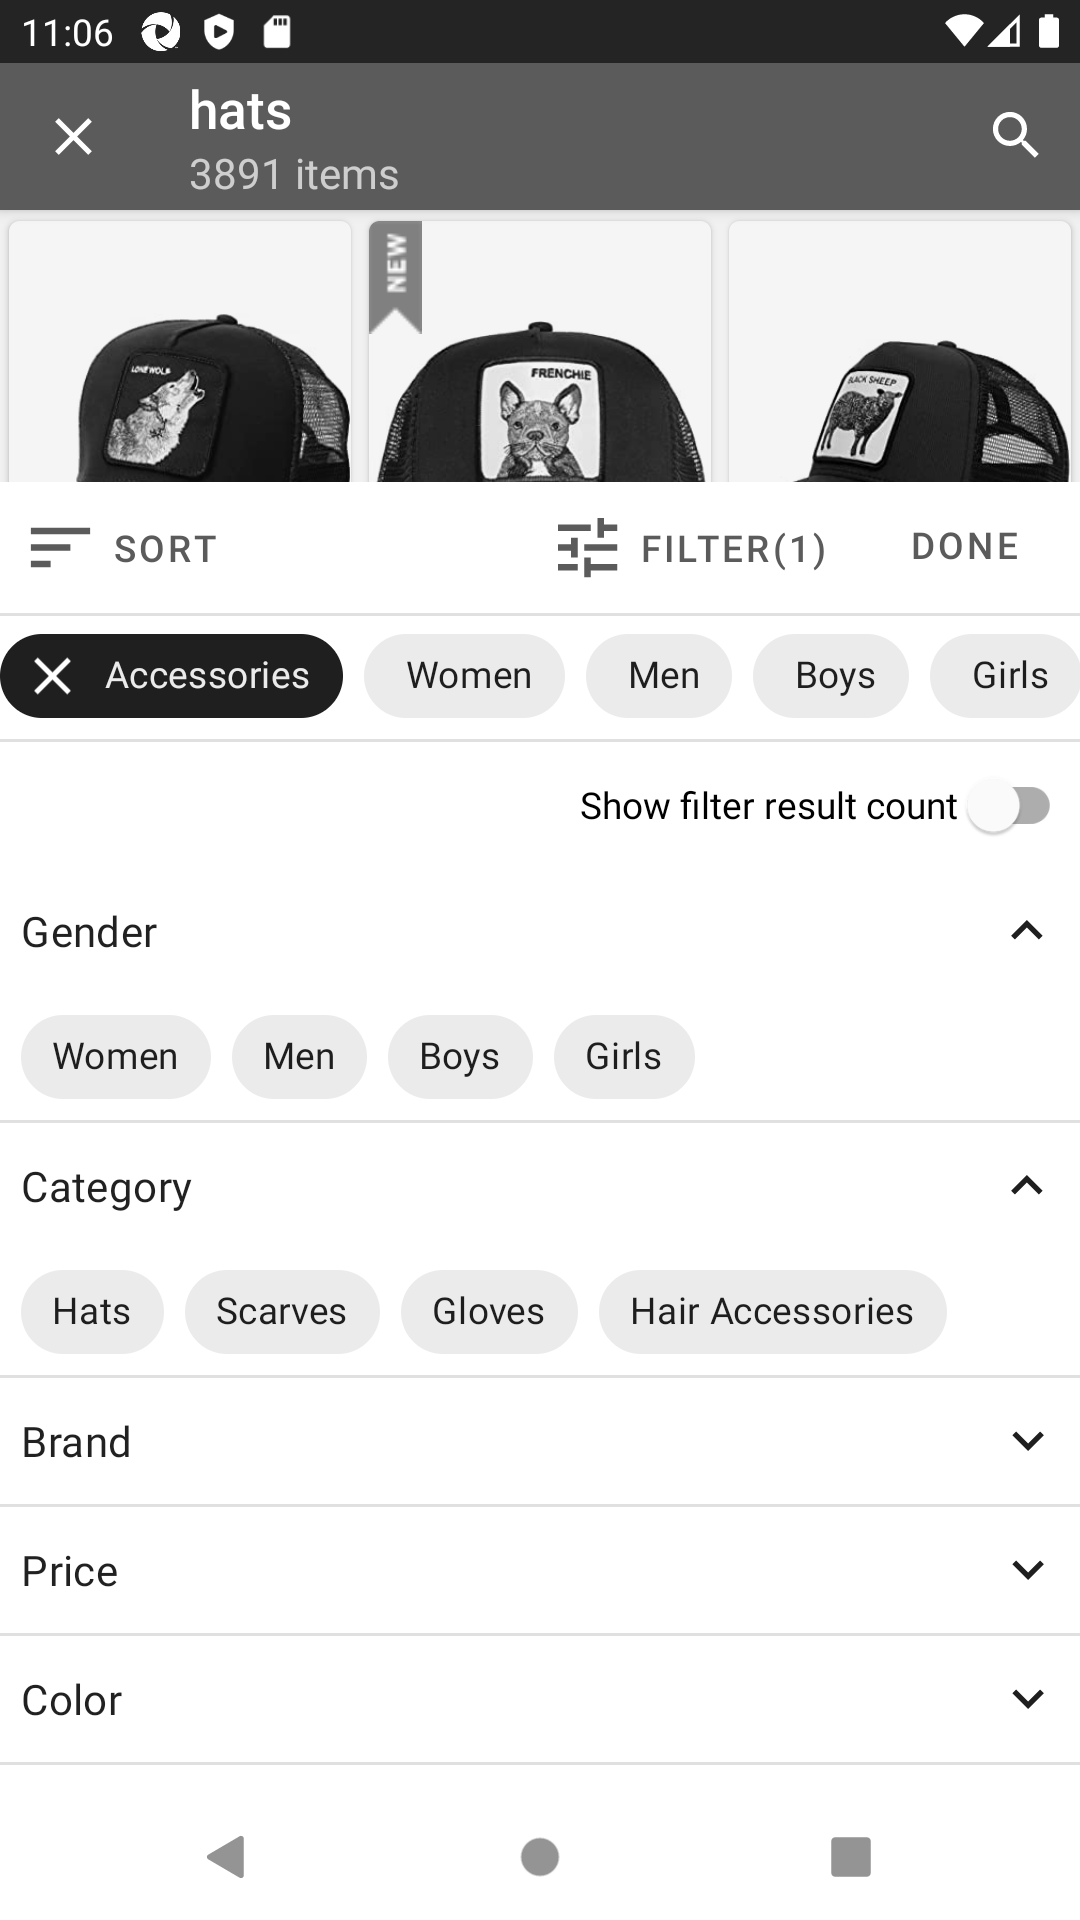 11:06
hats
3891 items
NEW
LONE WOLF
FRENCHIE
BLACK SHEEP
SORT
FILTER(1)
DONE
Accessories
Women
Men
Boys
Girls
Show filter result count
Gender
Women
Men
Boys
Girls
Category
Hats
Scarves
Gloves
Hair Accessories
Brand
Price
Color